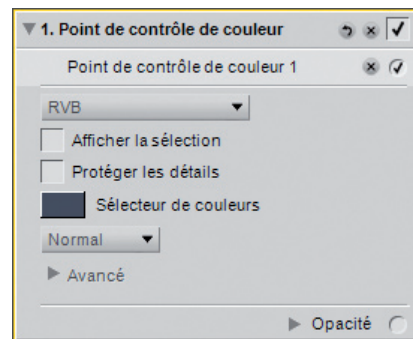 1. Point de contrôle de couleur
Point de contrôle de couleur 1
RVB
Afficher la sélection
Protéger les détails
Sélecteur de couleurs
Normal
Avancé
Opacité